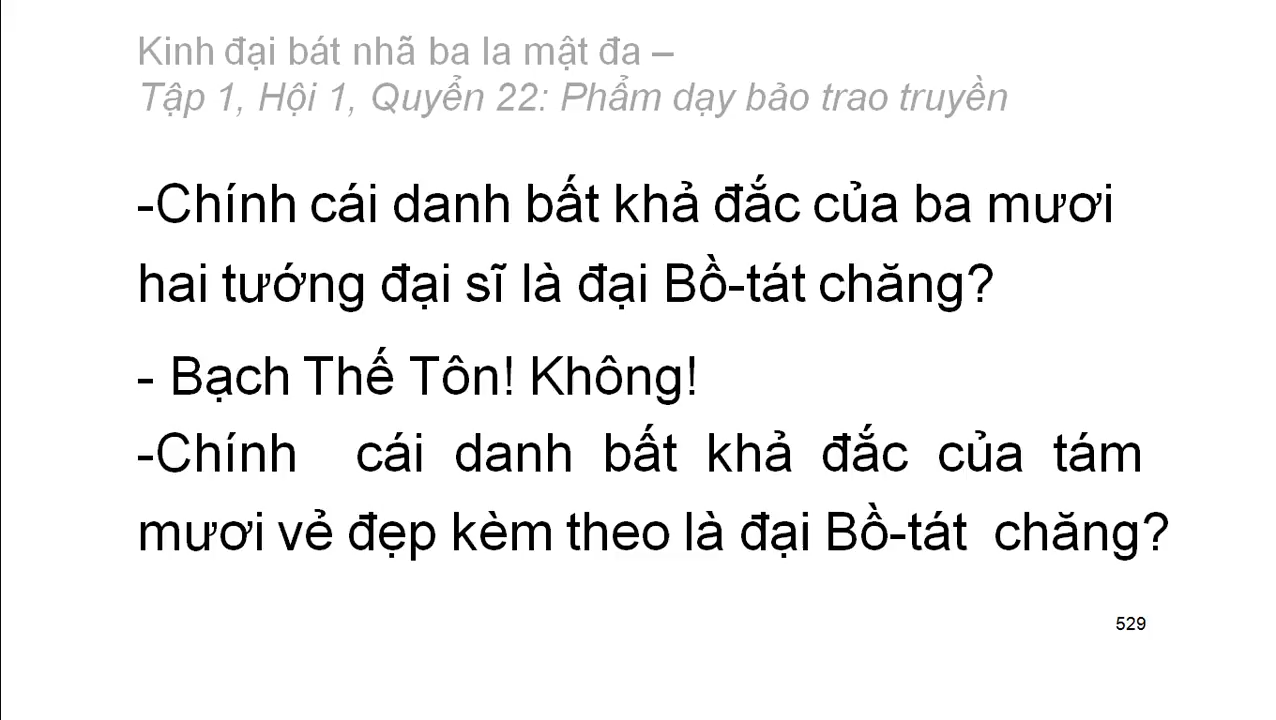 Kinh đại bát nhã ba la mật đa –
Tập 1, Hội 1, Quyển 22: Phẩm dạy bảo trao truyền
-Chính cái danh bất khả đắc của ba mươi
hai tướng đại sĩ là đại Bồ-tát chăng?
- Bạch Thế Tôn! Không!
-Chính cái danh bất khả đắc của tám
mươi vẻ đẹp kèm theo là đại Bồ-tát chăng?
529